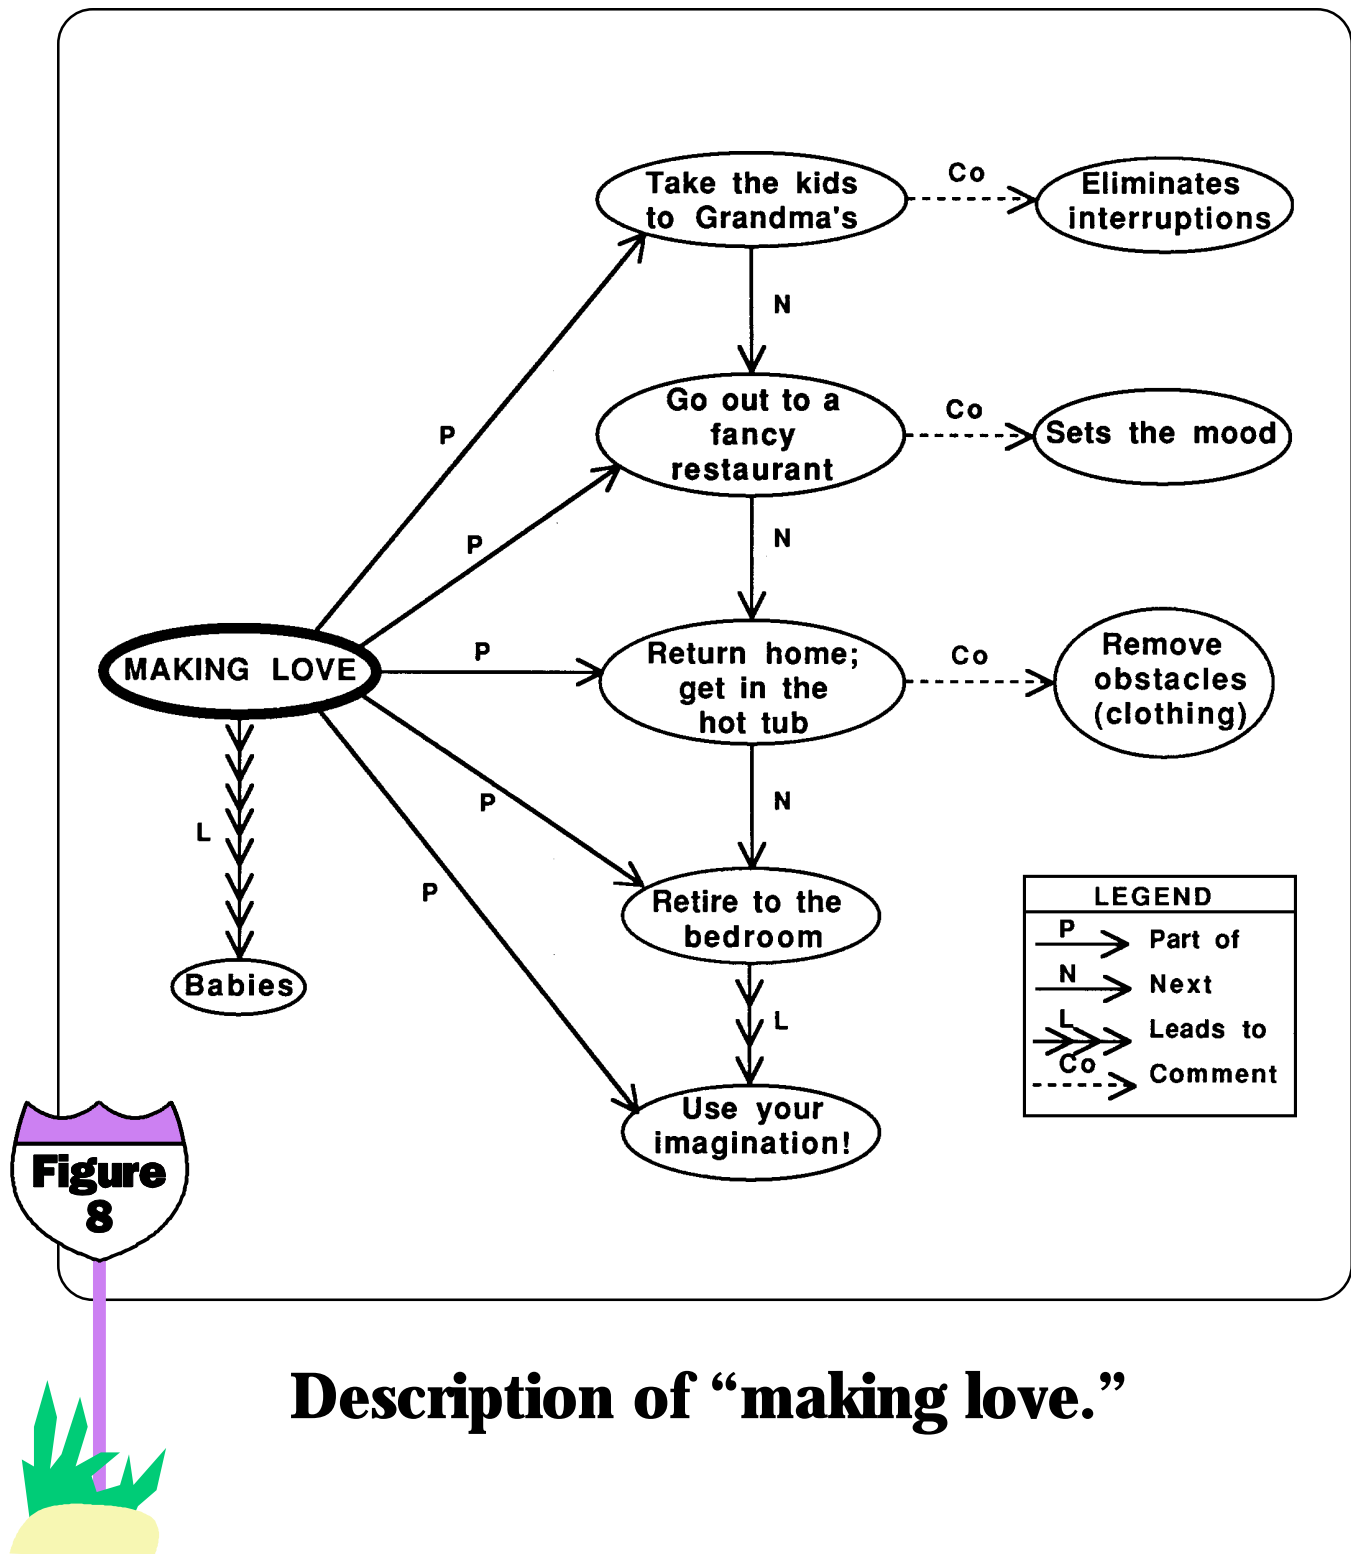 Take the kids
to Grandma's
Co
Eliminates
interruptions
N
P
Go out to a
fancy
restaurant
Co
Sets the mood
P
N
MAKING LOVE
P
Return home;
get in the
hot tub
Co
Remove
obstacles
(clothing)
P
N
L
P
Retire to the
bedroom
Babies
L
Use your
imagination!
LEGEND
P
Part of
N
Next
L
Leads to
Co
Comment
Figure
8
Description of “making love.”